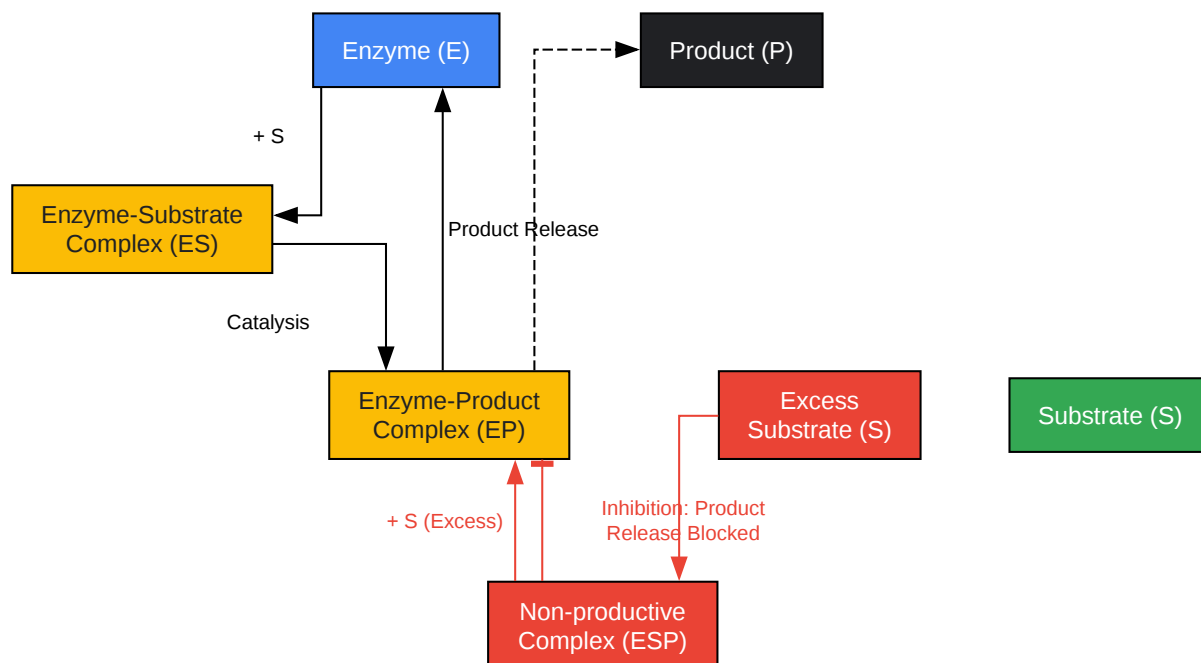 Enzyme (E)
Product (P)
+ S
Enzyme-Substrate
Complex (ES)
Product Release
Catalysis
Enzyme-Product
Complex (EP)
Excess
Substrate (S)
Substrate (S)
+ S (Excess)
Inhibition: Product
Release Blocked
Non-productive
Complex (ESP)